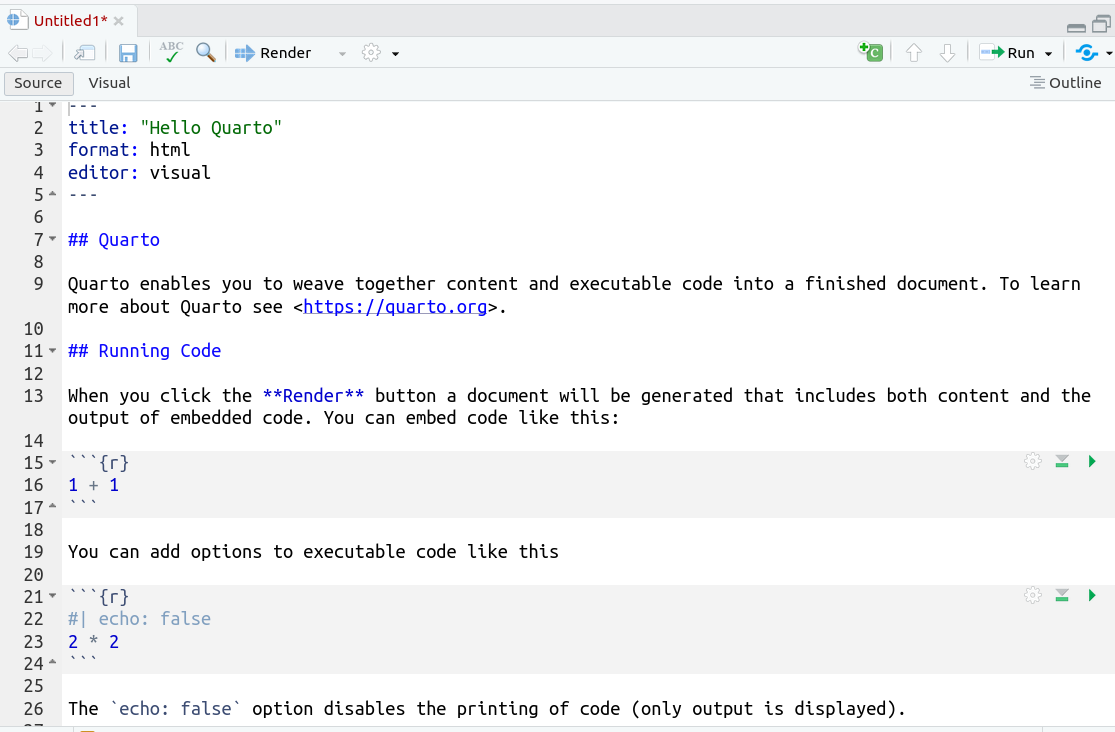 Untitled1*
ABC
Render
C
Run
Source
Visual
Outline
1 ---
2 title: "Hello Quarto"
3 format: html
4 editor: visual
5 ---
6
7 ## Quarto
8
9 Quarto enables you to weave together content and executable code into a finished document. To learn
more about Quarto see <https://quarto.org>.
10
11 ## Running Code
12
13 When you click the **Render** button a document will be generated that includes both content and the
output of embedded code. You can embed code like this:
14
15 ```{r}
16 1 + 1
17 ```
18
19 You can add options to executable code like this
20
21 ```{r}
22 #| echo: false
23 2 * 2
24 ```
25
26 The `echo: false` option disables the printing of code (only output is displayed).